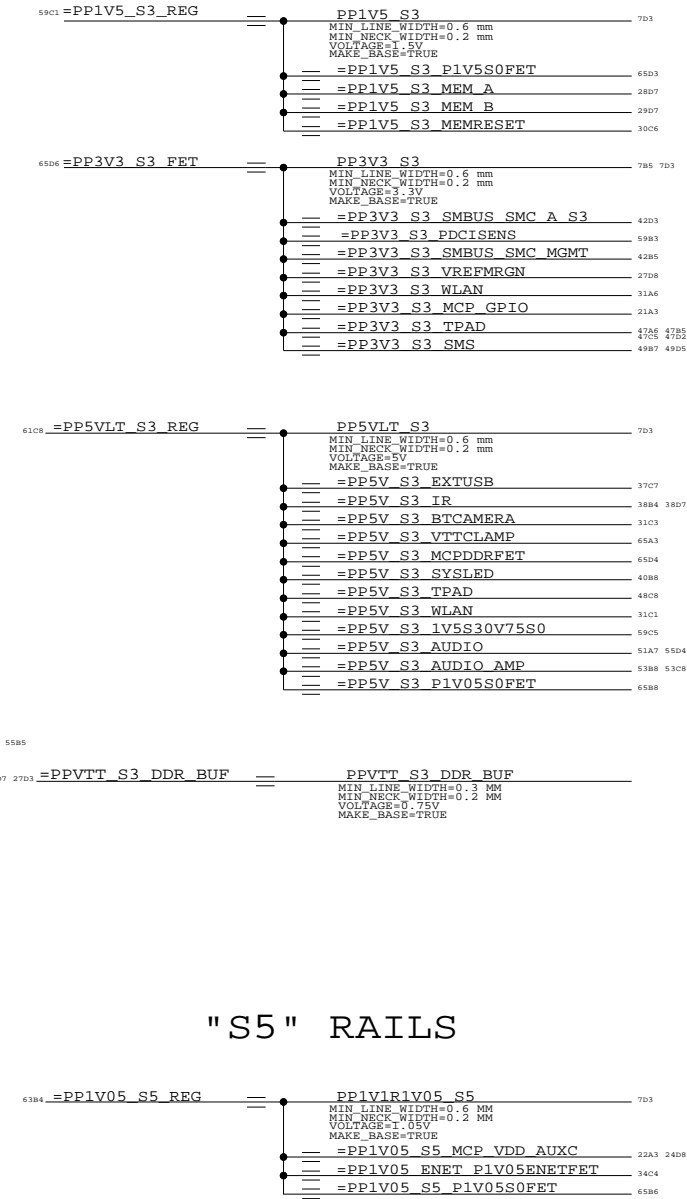 59C1 =PP1V5_S3_REG PP1V5_S3 7D3
MIN_LINE_WIDTH=0.6 mm
MIN_NECK_WIDTH=0.2 mm
VOLTAGE=1.5V
MAKE_BASE=TRUE
=PP1V5_S3_P1V5S0FET 65D3
=PP1V5_S3_MEM_A 28D7
=PP1V5_S3_MEM_B 29D7
=PP1V5_S3_MEMRESET 30C6
65D6 =PP3V3_S3_FET PP3V3_S3 7B5 7D3
MIN_LINE_WIDTH=0.6 mm
MIN_NECK_WIDTH=0.2 mm
VOLTAGE=3.3V
MAKE_BASE=TRUE
=PP3V3_S3_SMBUS_SMC_A_S3 42D3
=PP3V3_S3_PDCISENS 59B3
=PP3V3_S3_SMBUS_SMC_MGMT 42B5
=PP3V3_S3_VREFMRGN 27D8
=PP3V3_S3_WLAN 31A6
=PP3V3_S3_MCP_GPIO 21A3
=PP3V3_S3_TPAD 47A6 47B5
47C5 47D2
=PP3V3_S3_SMS 49B7 49D5
61C8 =PP5VLT_S3_REG PP5VLT_S3 7D3
MIN_LINE_WIDTH=0.6 mm
MIN_NECK_WIDTH=0.2 mm
VOLTAGE=5V
MAKE_BASE=TRUE
=PP5V_S3_EXTUSB 37C7
=PP5V_S3_IR 38B4 38D7
=PP5V_S3_BTCAMERA 31C3
=PP5V_S3_VTTCLAMP 65A3
=PP5V_S3_MCPDDRFET 65D4
=PP5V_S3_SYSLED 40B8
=PP5V_S3_TPAD 48C8
=PP5V_S3_WLAN 31C1
=PP5V_S3_1V5S30V75S0 59C5
=PP5V_S3_AUDIO 51A7 55D4
=PP5V_S3_AUDIO_AMP 53B8 53C8
=PP5V_S3_P1V05S0FET 65B8
55B5
27D3 =PPVTT_S3_DDR_BUF PPVTT_S3_DDR_BUF
MIN_LINE_WIDTH=0.3 MM
MIN_NECK_WIDTH=0.2 MM
VOLTAGE=0.75V
MAKE_BASE=TRUE
"S5" RAILS
63B4 =PP1V05_S5_REG PP1V1R1V05_S5 7D3
MIN_LINE_WIDTH=0.6 MM
MIN_NECK_WIDTH=0.2 MM
VOLTAGE=1.05V
MAKE_BASE=TRUE
=PP1V05_S5_MCP_VDD_AUXC 22A3 24D8
=PP1V05_ENET_P1V05ENETFET 34C4
=PP1V05_S5_P1V05S0FET 65B6